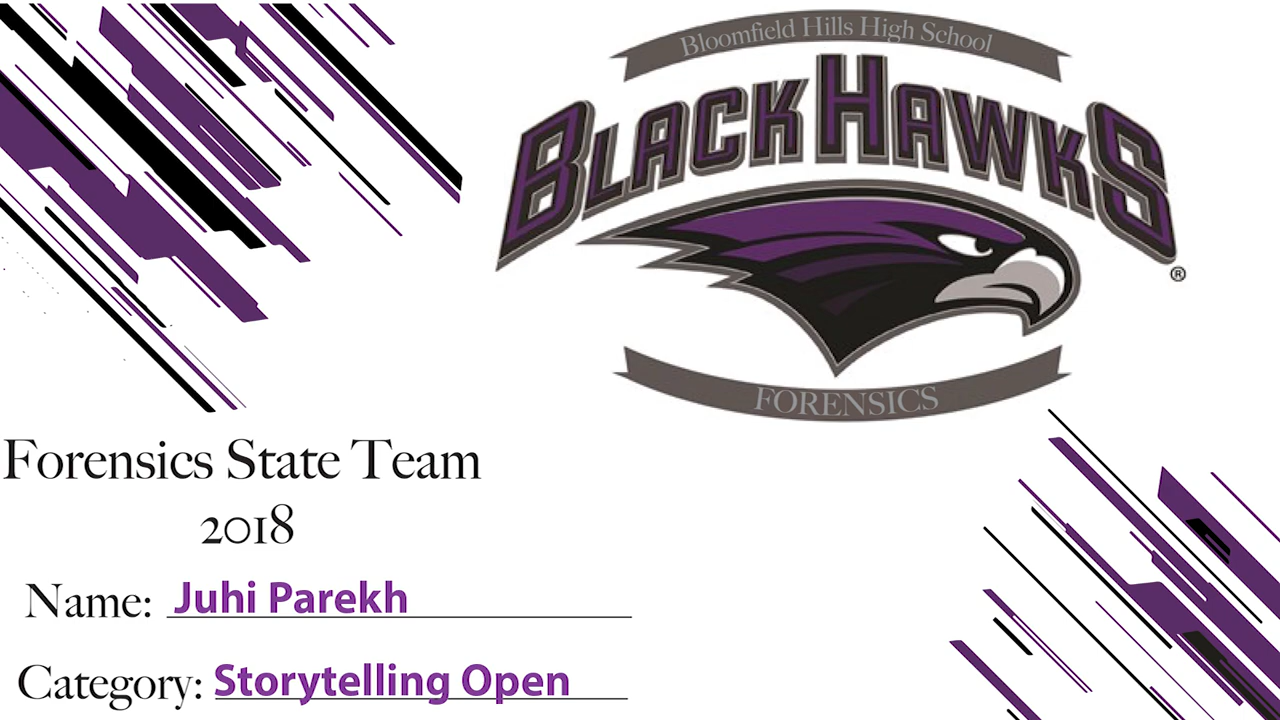 Bloomfield Hills High School
BLACKHAWKS
®
FORENSICS
Forensics State Team
2018
Name: Juhi Parekh
Category: Storytelling Open